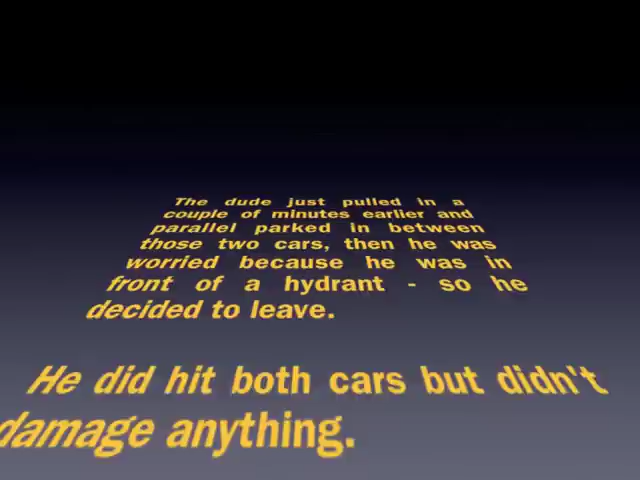 The dude just pulled in a
couple of minutes earlier and
parallel parked in between
those two cars, then he was
worried because he was in
front of a hydrant - so he
decided to leave.
He did hit both cars but didn't
damage anything.